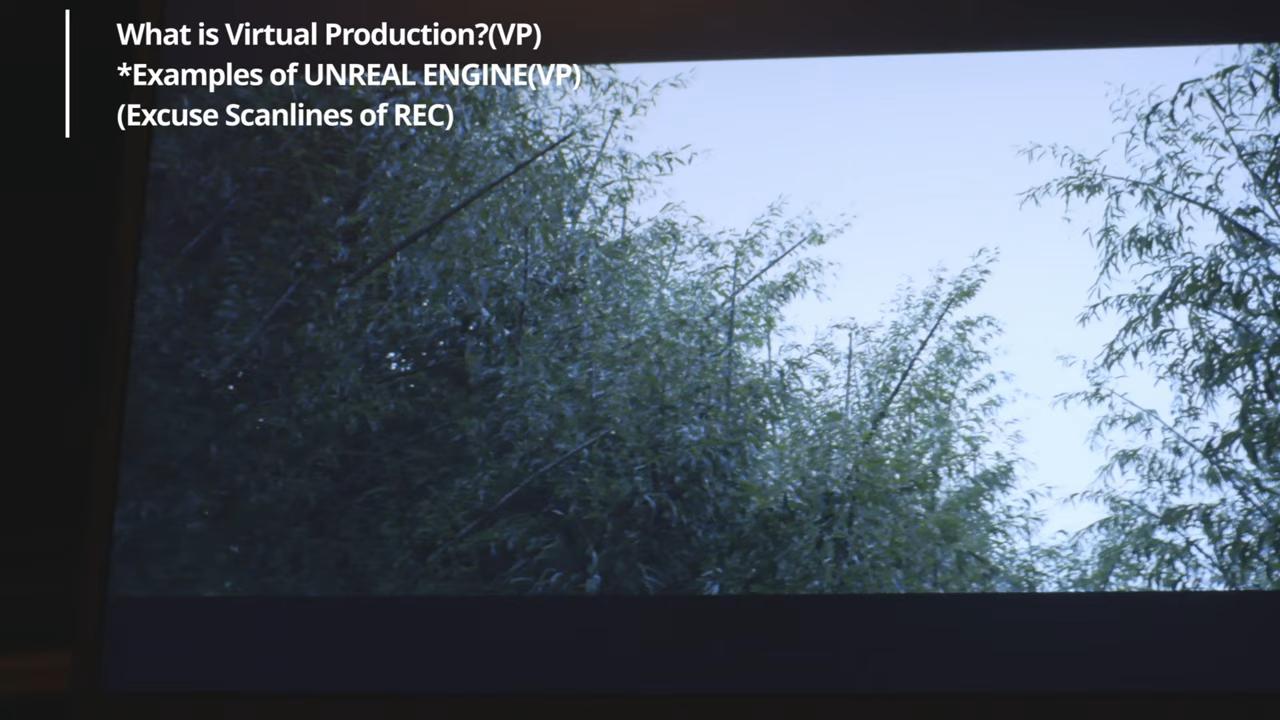 What is Virtual Production?(VP)
*Examples of UNREAL ENGINE(VP)
(Excuse Scanlines of REC)